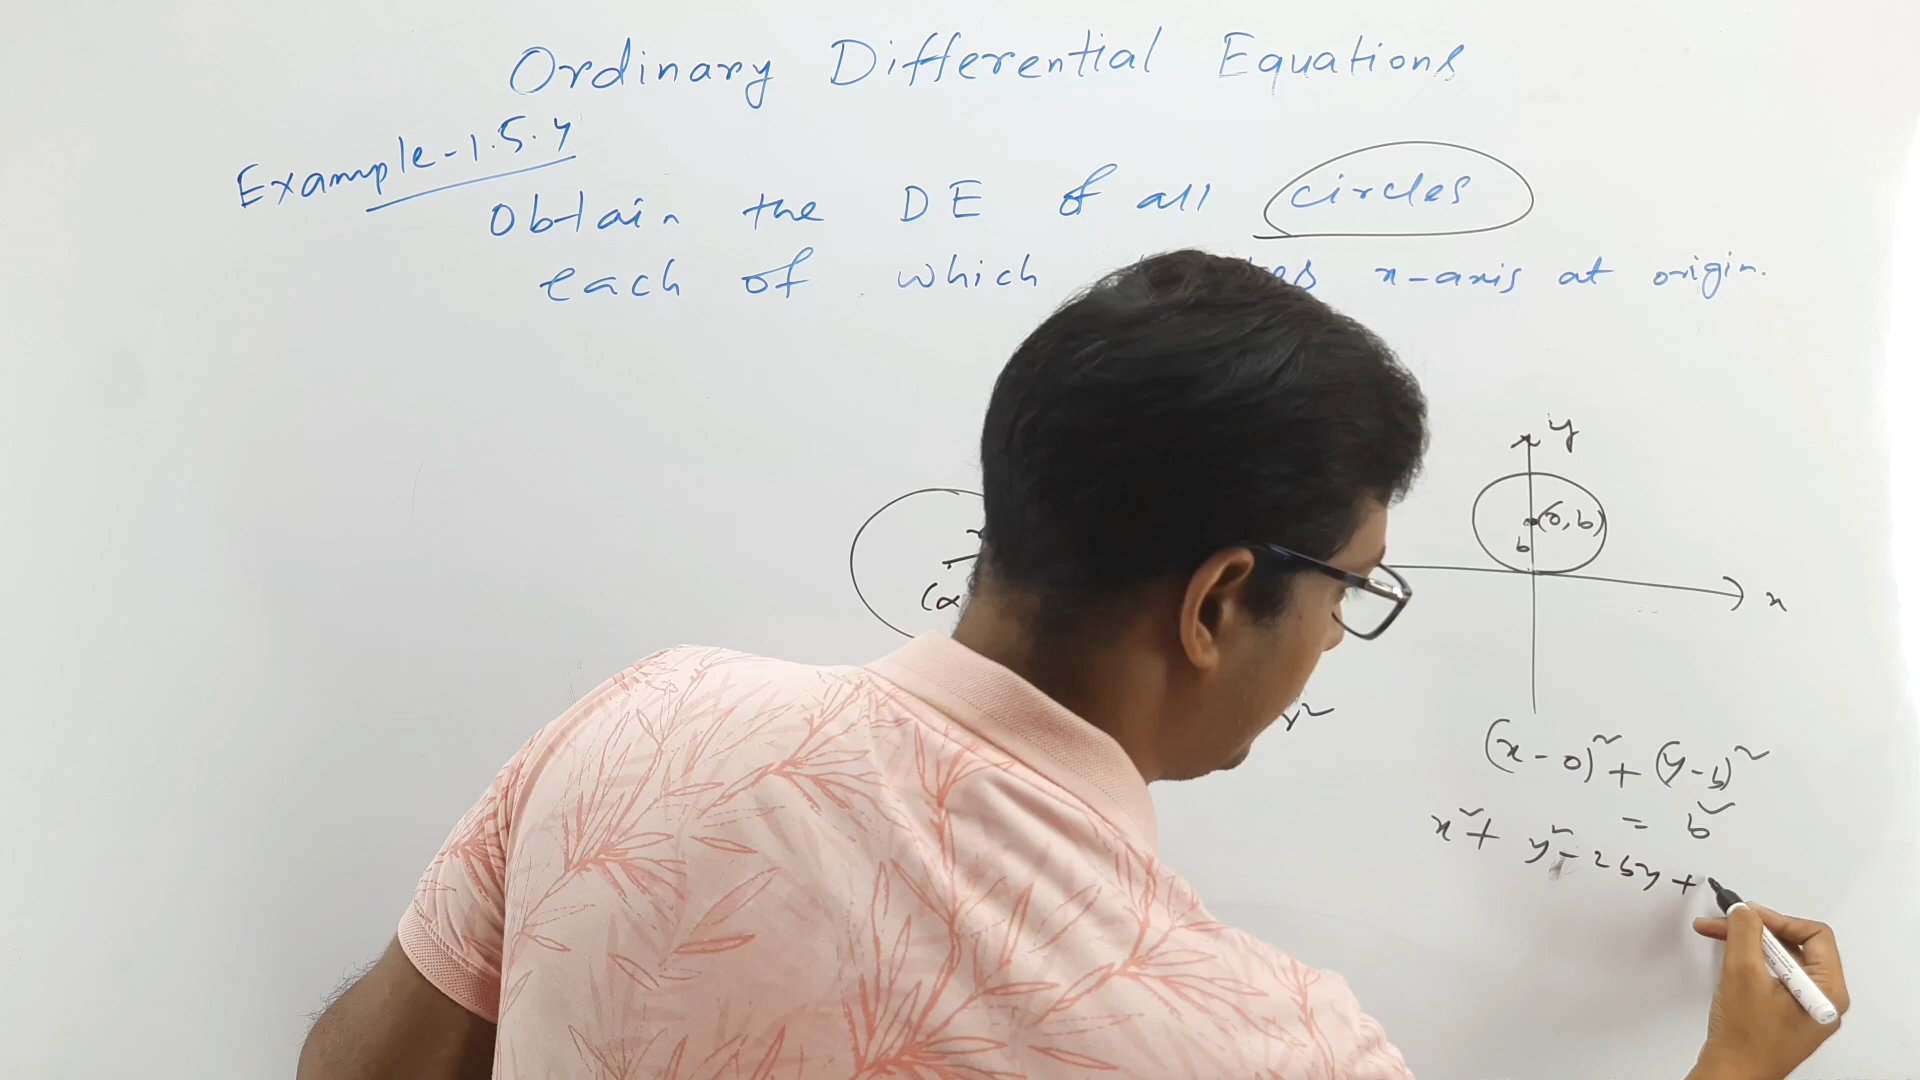 Ordinary Differential Equations
Example-1.5.4
Obtain the DE of all circles
each of which x-axis at origin.
y
(0,b)
b
(α
x
r²
(x-0)²+(y-b)²
= b²
x²+ y²-2by+